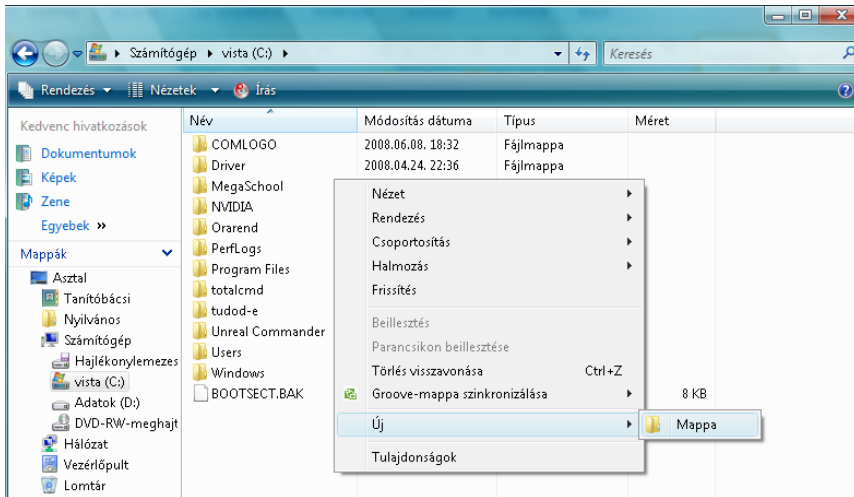 Számítógép vista (C:) Keresés
Rendezés Nézetek Írás
Kedvenc hivatkozások
Dokumentumok
Képek
Zene
Egyebek »
Mappák
Asztal
Tanítóbácsi
Nyilvános
Számítógép
Hajlékonylemezes
vista (C:)
Adatok (D:)
DVD-RW-meghajt
Hálózat
Vezérlőpult
Lomtár
Név Módosítás dátuma Típus Méret
COMLOGO 2008.06.08. 18:32 Fájlmappa
Driver 2008.04.24. 22:36 Fájlmappa
MegaSchool
NVIDIA
Orarend
PerfLogs
Program Files
totalcmd
tudod-e
Unreal Commander
Users
Windows
BOOTSECT.BAK 8 KB
Nézet
Rendezés
Csoportosítás
Halmozás
Frissítés
Beillesztés
Parancsikon beillesztése
Törlés visszavonása Ctrl+Z
Groove-mappa szinkronizálása
Új
Tulajdonságok
Mappa